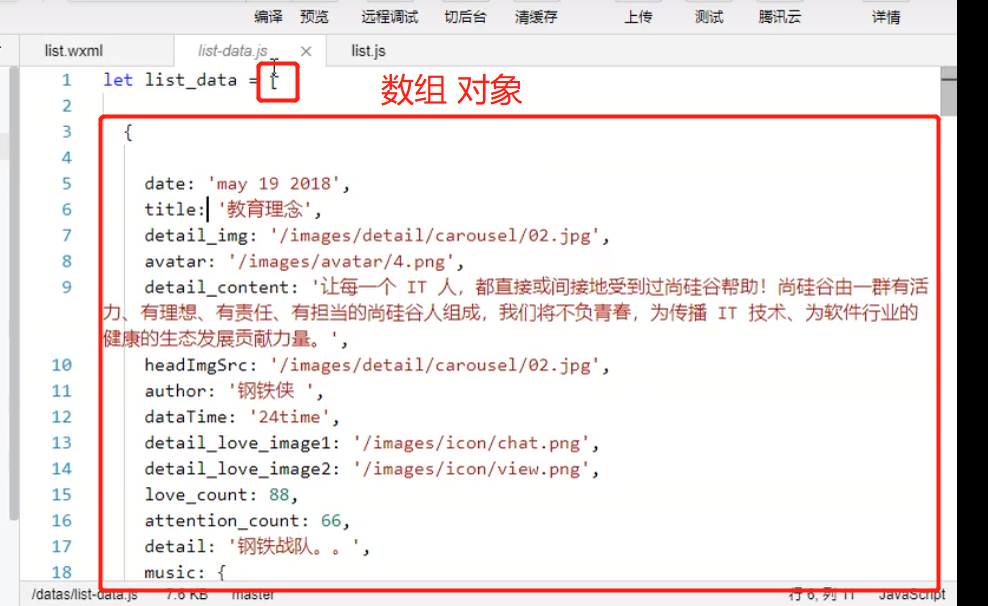 编译 预览 远程调试 切后台 清缓存 上传 测试 腾讯云 详情
list.wxml list-data.js × list.js
1 let list_data = [
数组 对象
2
3 {
4
5 date: 'may 19 2018',
6 title: '教育理念',
7 detail_img: '/images/detail/carousel/02.jpg',
8 avatar: '/images/avatar/4.png',
9 detail_content: '让每一个 IT 人，都直接或间接地受到过尚硅谷帮助！尚硅谷由一群有活
力、有理想、有责任、有担当的尚硅谷人组成，我们将不负青春，为传播 IT 技术、为软件行业的
健康的生态发展贡献力量。',
10 headImgSrc: '/images/detail/carousel/02.jpg',
11 author: '钢铁侠 ',
12 dataTime: '24time',
13 detail_love_image1: '/images/icon/chat.png',
14 detail_love_image2: '/images/icon/view.png',
15 love_count: 88,
16 attention_count: 66,
17 detail: '钢铁战队。。',
18 music: {
/datas/list-data.js 7.6 KB master 行 6, 列 11 JavaScript